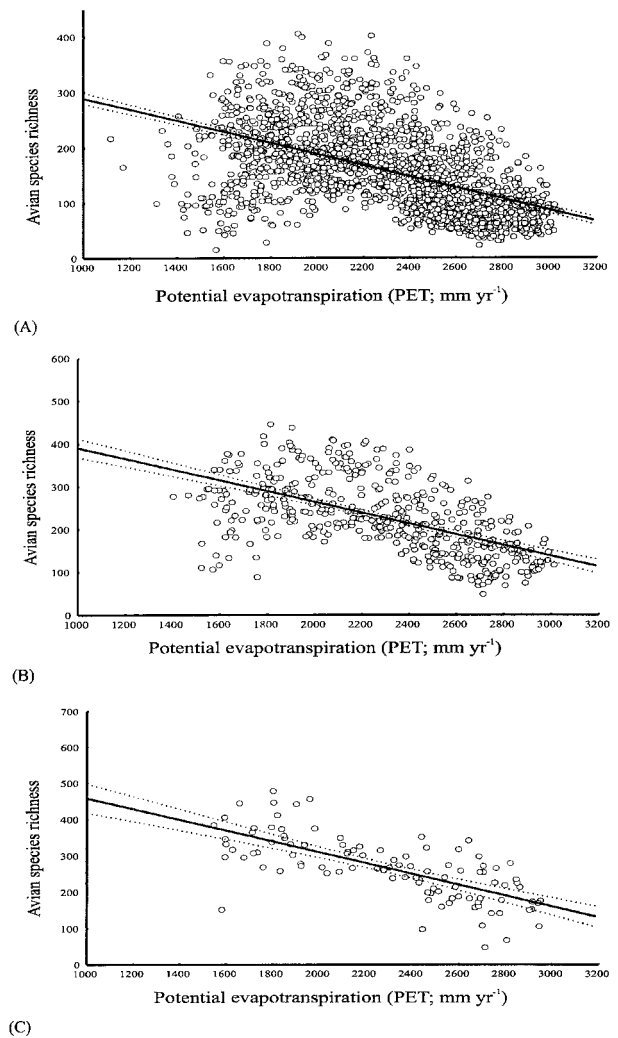 400
300
200
100
0
Avian species richness
1000 1200 1400 1600 1800 2000 2200 2400 2600 2800 3000 3200
Potential evapotranspiration (PET; mm yr⁻¹)
(A)
600
500
400
300
200
100
0
Avian species richness
1000 1200 1400 1600 1800 2000 2200 2400 2600 2800 3000 3200
Potential evapotranspiration (PET; mm yr⁻¹)
(B)
700
600
500
400
300
200
100
0
Avian species richness
1000 1200 1400 1600 1800 2000 2200 2400 2600 2800 3000 3200
Potential evapotranspiration (PET; mm yr⁻¹)
(C)